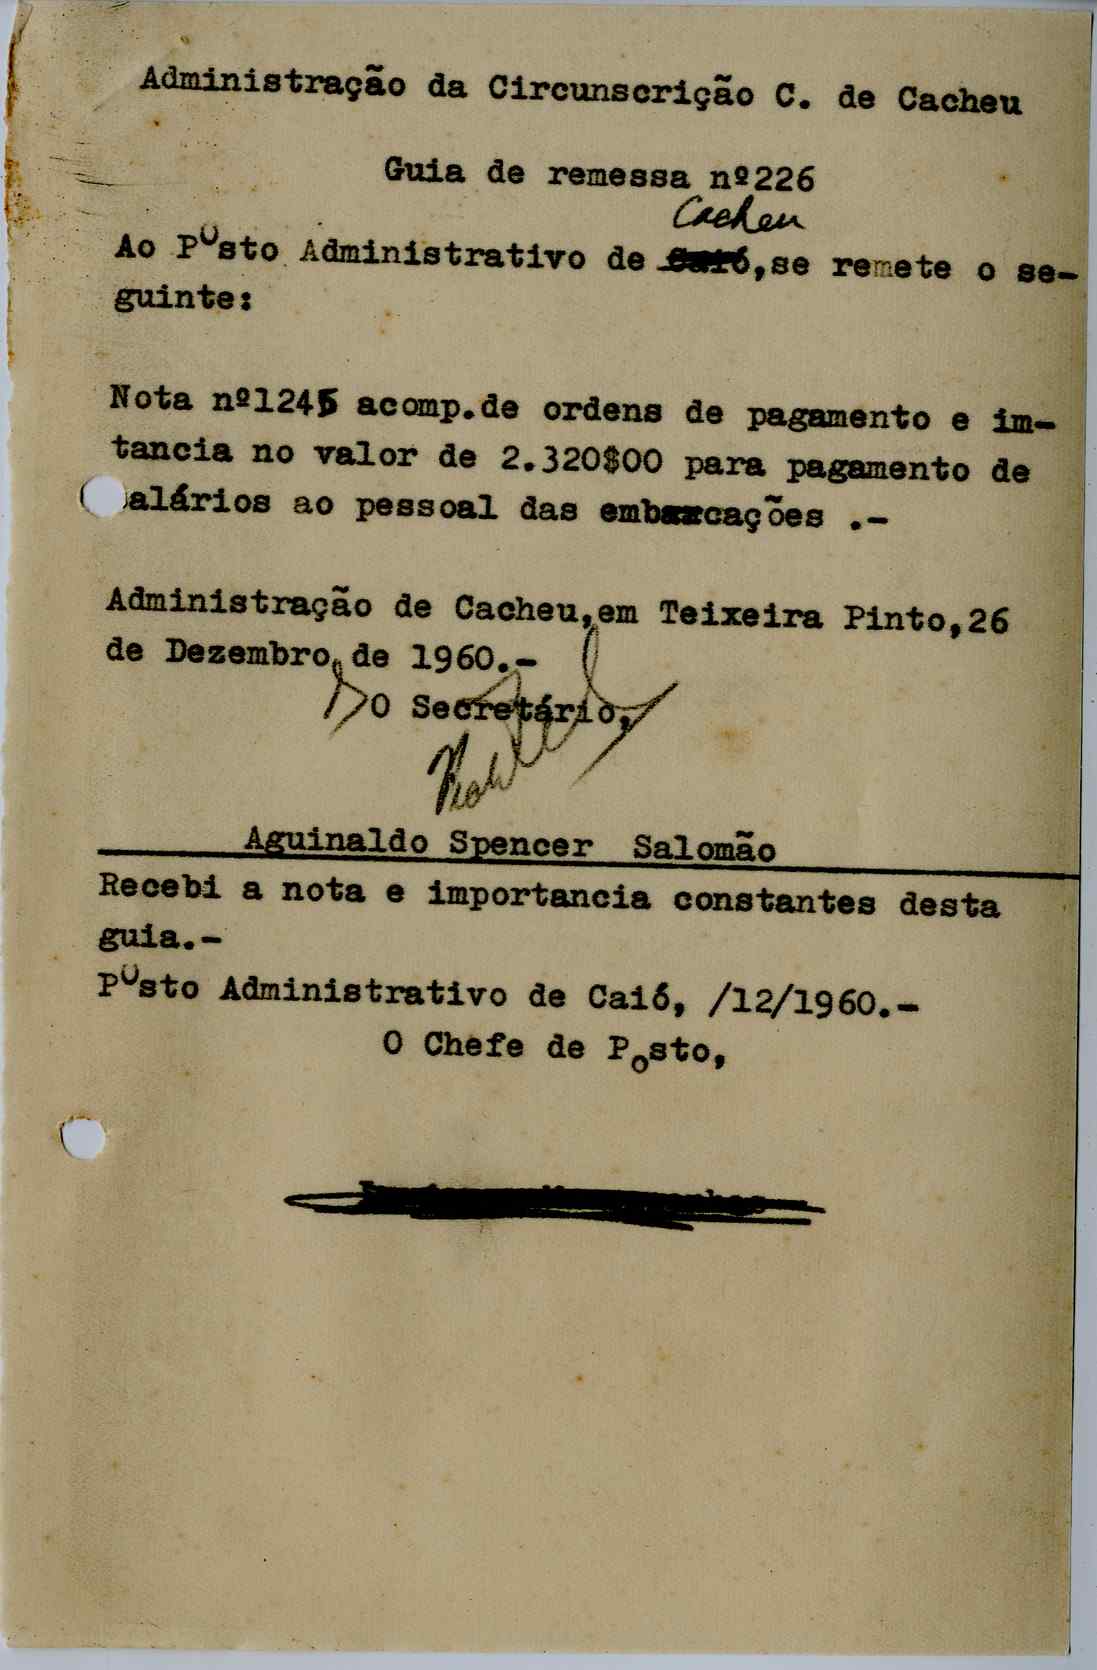 Administração da Circunscrição C. de Cacheu
Guia de remessa nº226
Cacheu
Ao Posto Administrativo de Caió, se remete o se-
guinte:
Nota nº1245 acomp.de ordens de pagamento e im-
tancia no valor de 2.320$00 para pagamento de
alários ao pessoal das embarcações .-
Administração de Cacheu, em Teixeira Pinto, 26
de Dezembro de 1960.-
O Secretário,
Aguinaldo Spencer Salomão
Recebi a nota e importancia constantes desta
guia.-
Posto Administrativo de Caió, /12/1960.-
O Chefe de Posto,